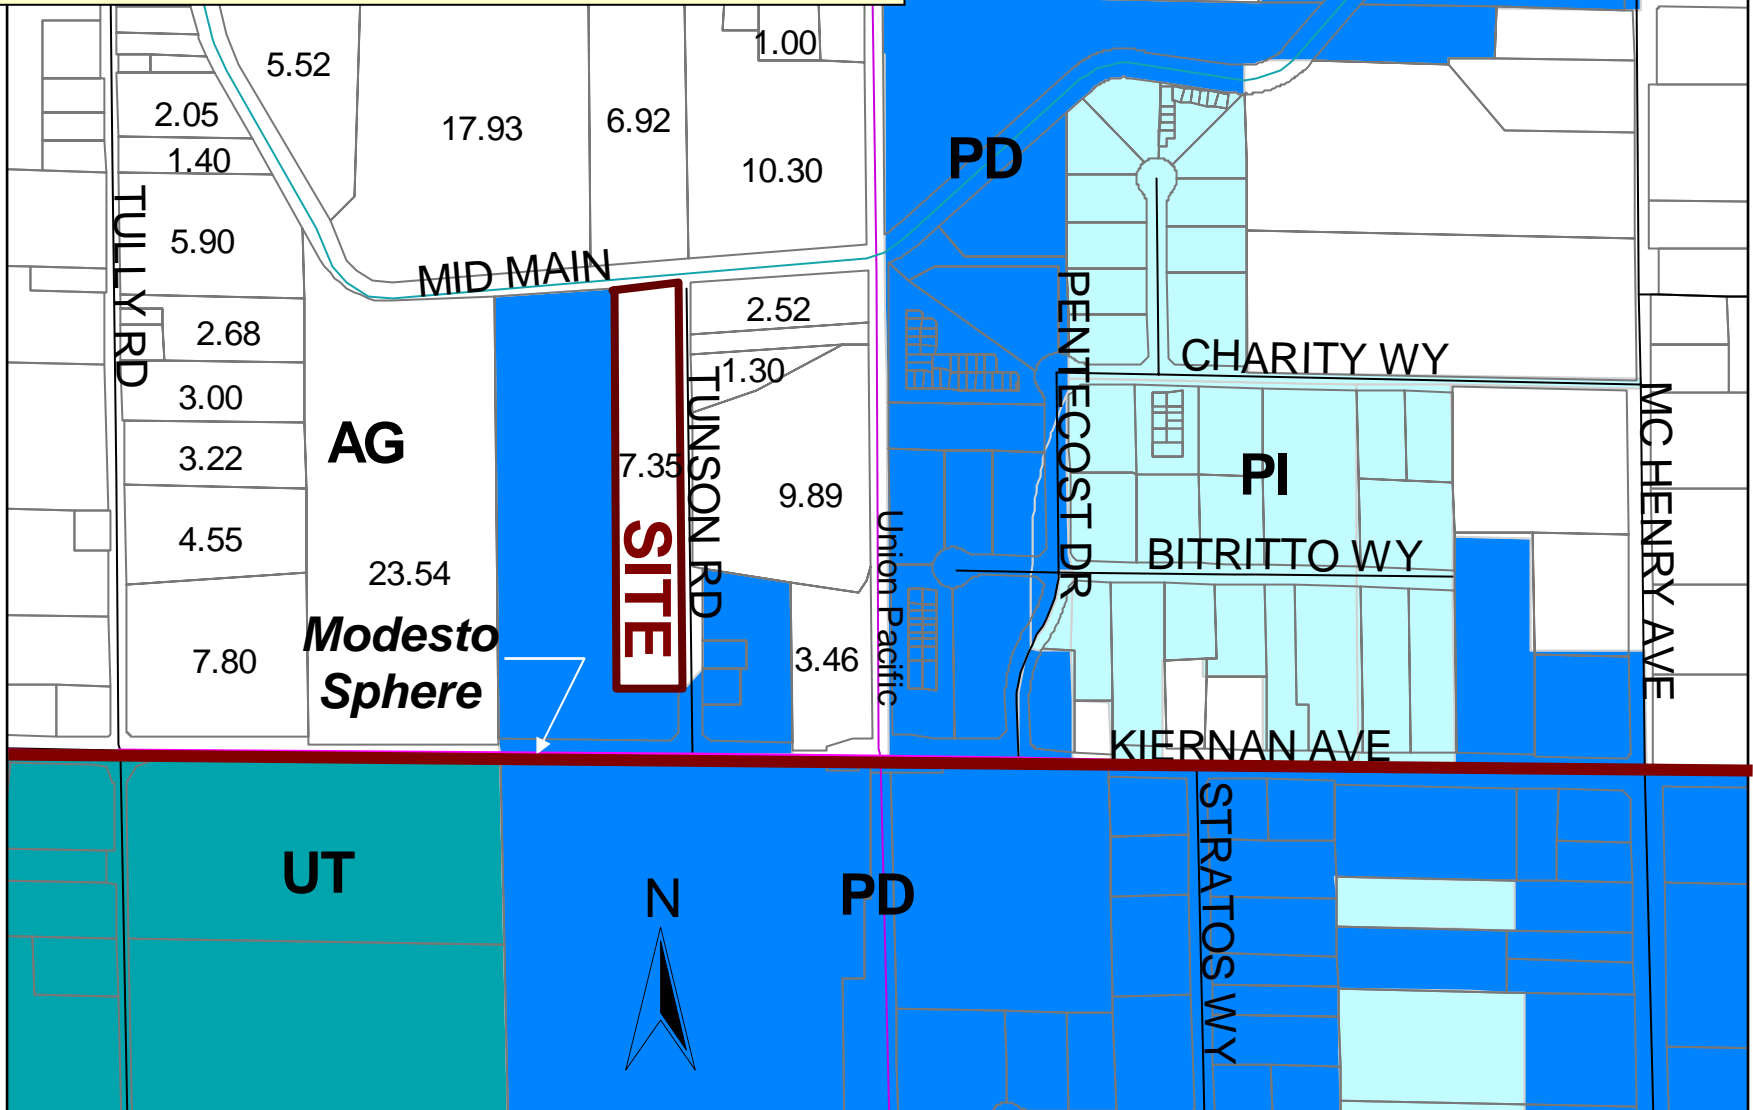 1.00
5.52
2.05
17.93
6.92
1.40
10.30
PD
TULLY RD
5.90
MID MAIN
2.68
2.52
1.30
CHARITY WY
PENTECOST DR
3.00
AG
TUNSON RD
MC HENRY AVE
3.22
7.35
9.89
PI
4.55
23.54
SITE
Union Pacific
BITRITTO WY
Modesto
Sphere
7.80
3.46
KIERNAN AVE
UT
N
PD
STRATOS WY